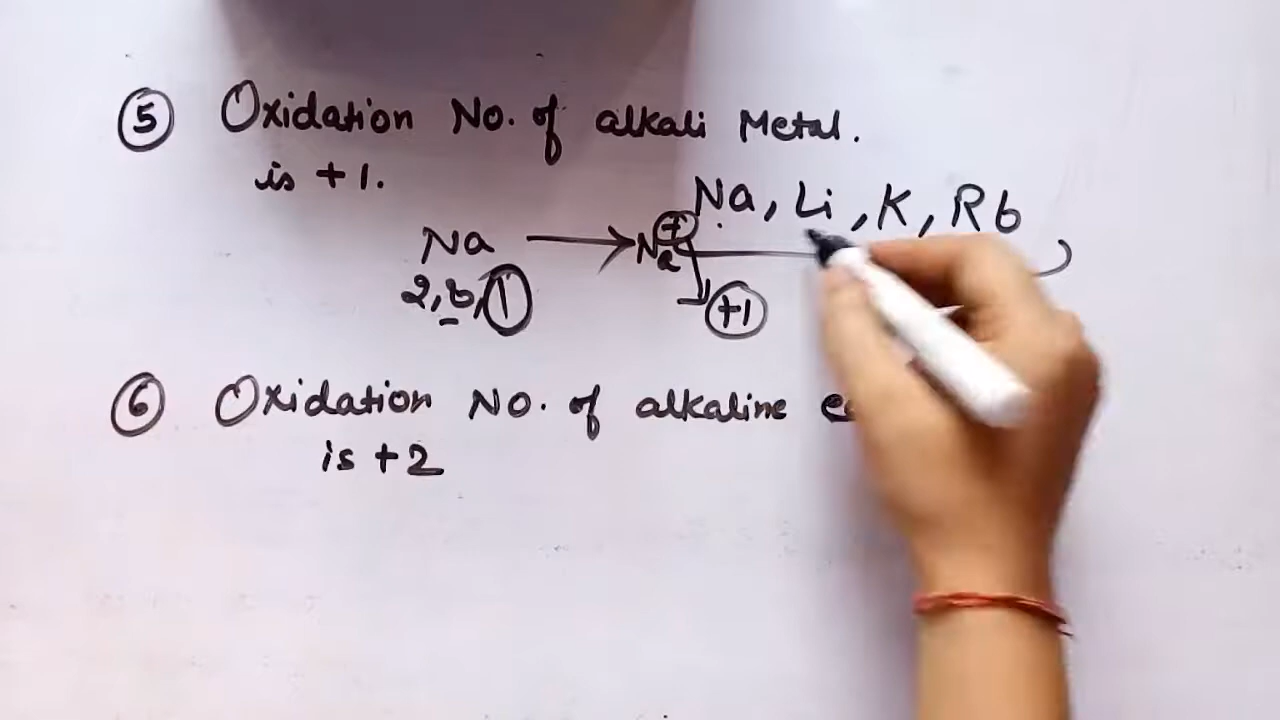 ⑤ Oxidation No. of alkali Metal.
is +1.
Na, Li, K, Rb
Na → Na+
2,8,1
+1
⑥ Oxidation No. of alkaline
is +2